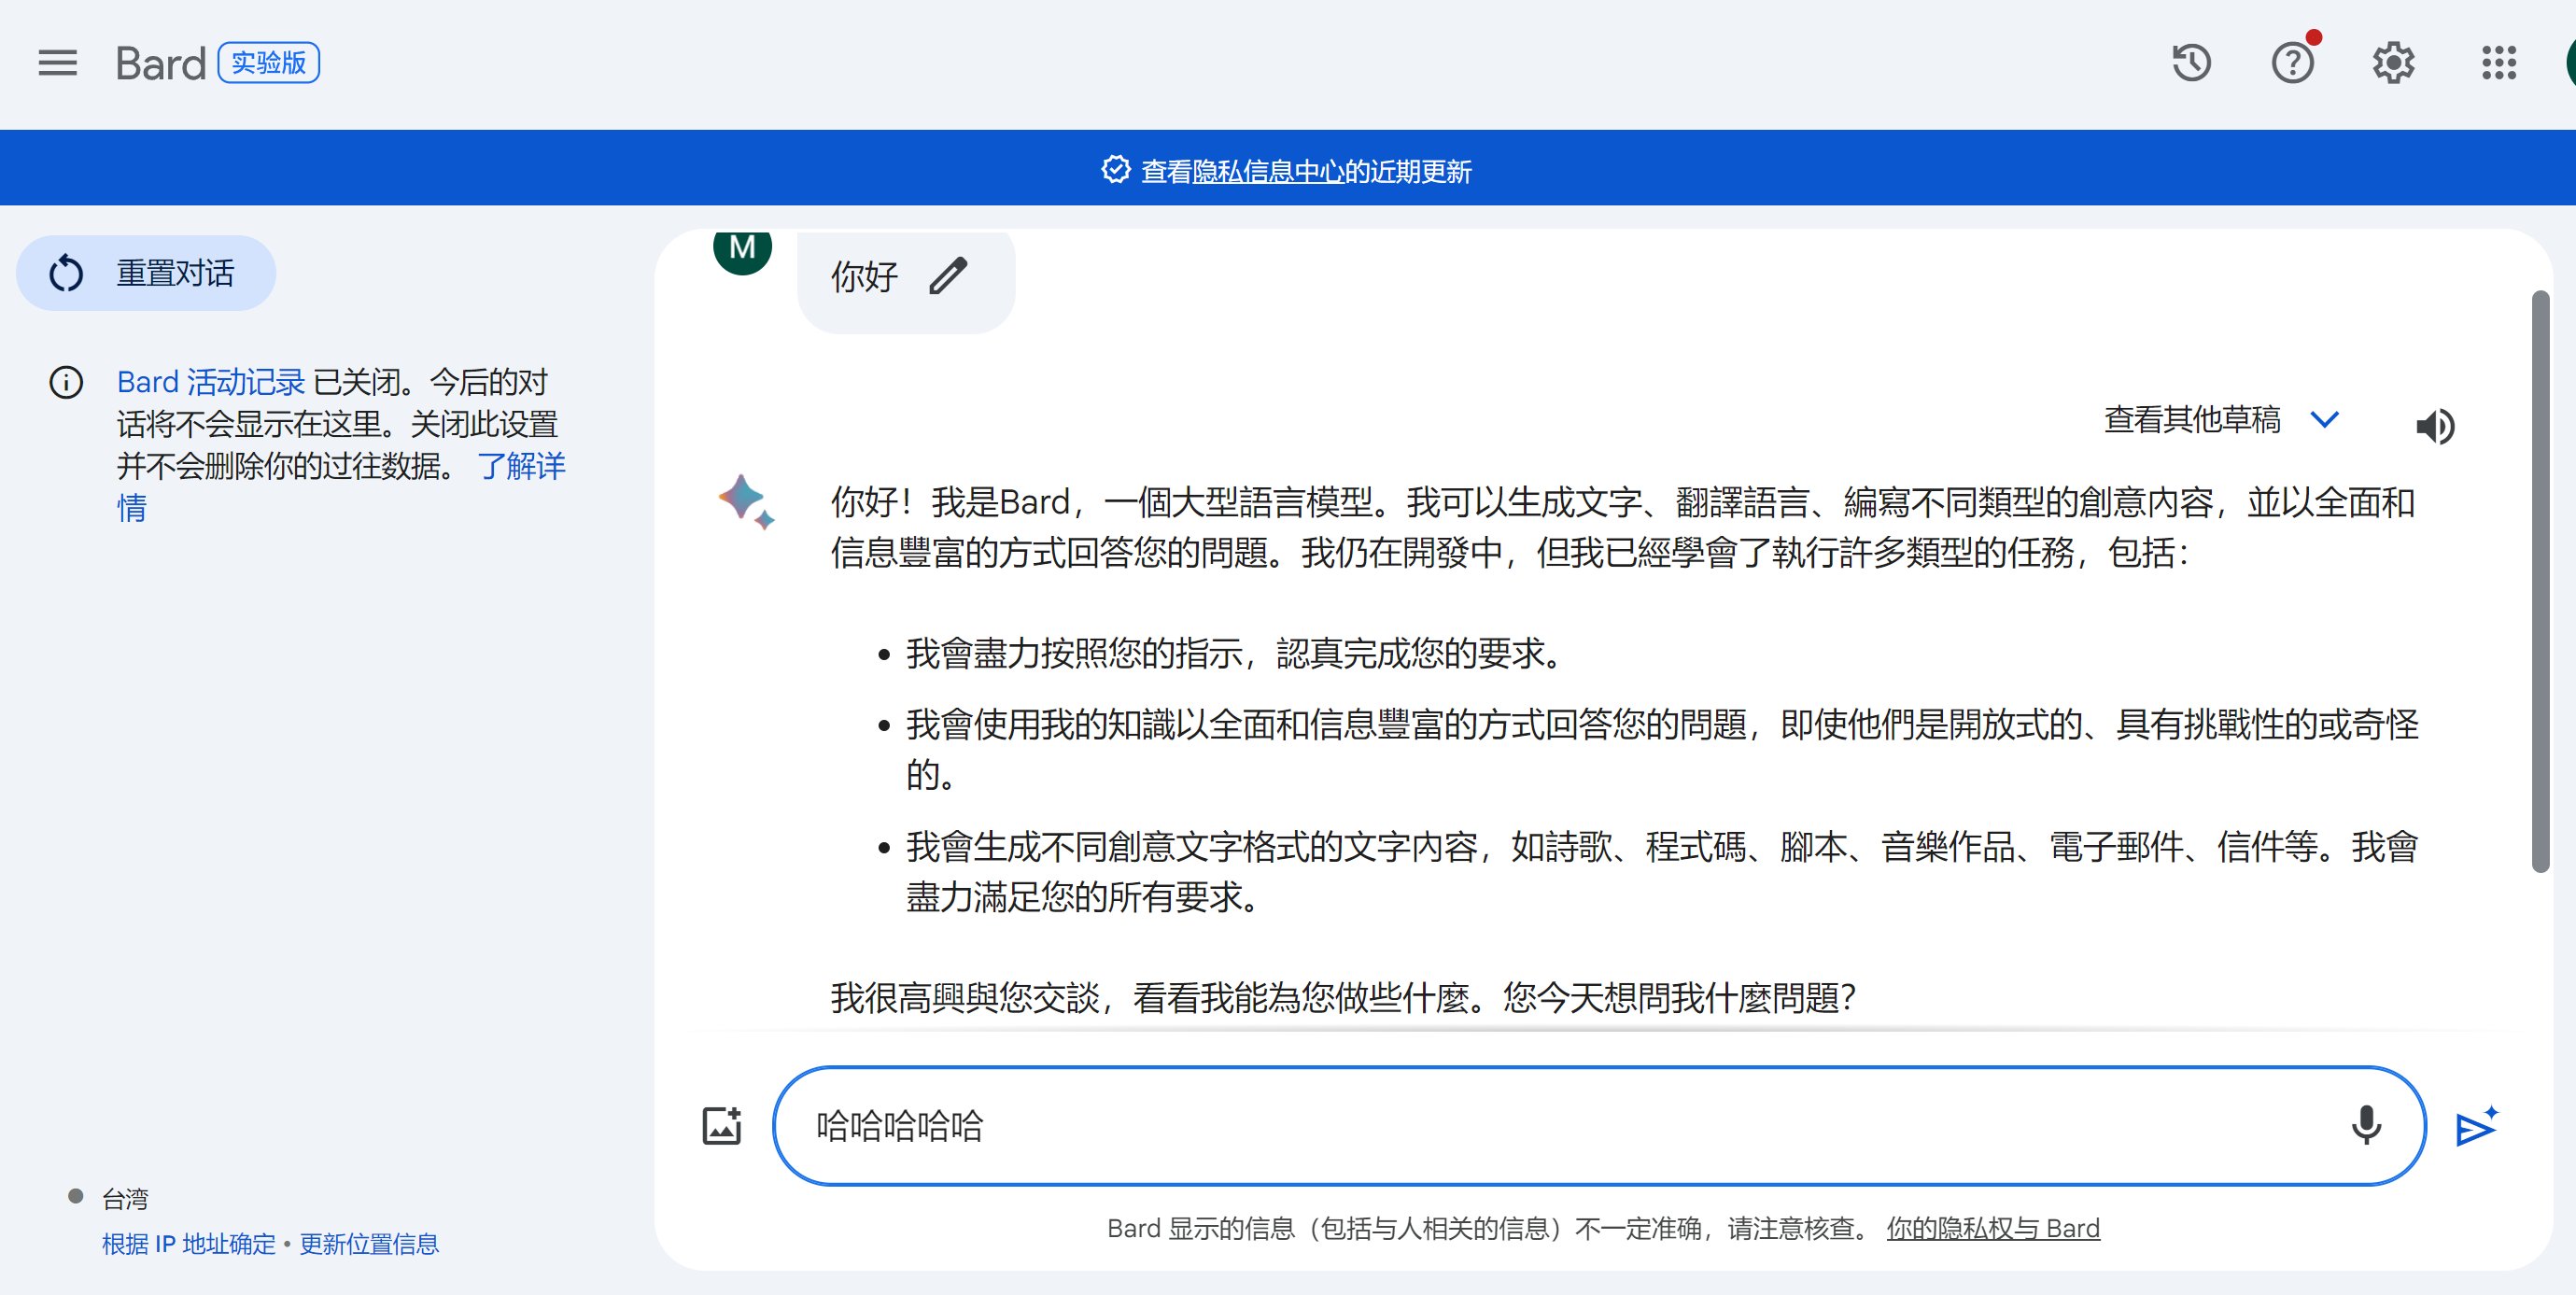 Bard 实验版
查看隐私信息中心的近期更新
重置对话
Bard 活动记录 已关闭。今后的对
话将不会显示在这里。关闭此设置
并不会删除你的过往数据。 了解详
情
M
你好
查看其他草稿
你好！我是Bard，一個大型語言模型。我可以生成文字、翻譯語言、編寫不同類型的創意內容，並以全面和
信息豐富的方式回答您的問題。我仍在開發中，但我已經學會了執行許多類型的任務，包括：
• 我會盡力按照您的指示，認真完成您的要求。
• 我會使用我的知識以全面和信息豐富的方式回答您的問題，即使他們是開放式的、具有挑戰性的或奇怪
的。
• 我會生成不同創意文字格式的文字內容，如詩歌、程式碼、腳本、音樂作品、電子郵件、信件等。我會
盡力滿足您的所有要求。
我很高興與您交談，看看我能為您做些什麼。您今天想問我什麼問題？
哈哈哈哈哈
Bard 显示的信息（包括与人相关的信息）不一定准确，请注意核查。 你的隐私权与 Bard
台湾
根据 IP 地址确定 • 更新位置信息